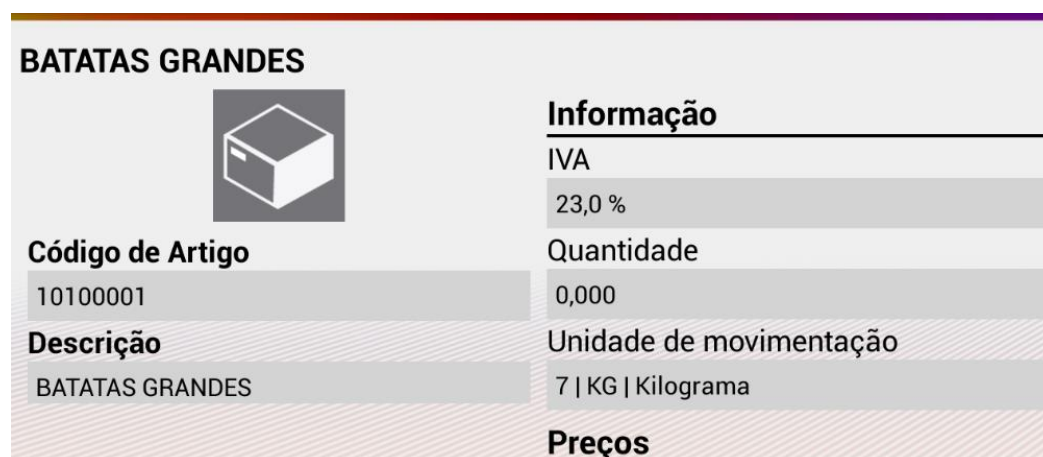 BATATAS GRANDES
Código de Artigo
10100001
Descrição
BATATAS GRANDES
Informação
IVA
23,0 %
Quantidade
0,000
Unidade de movimentação
7 | KG | Kilograma
Preços